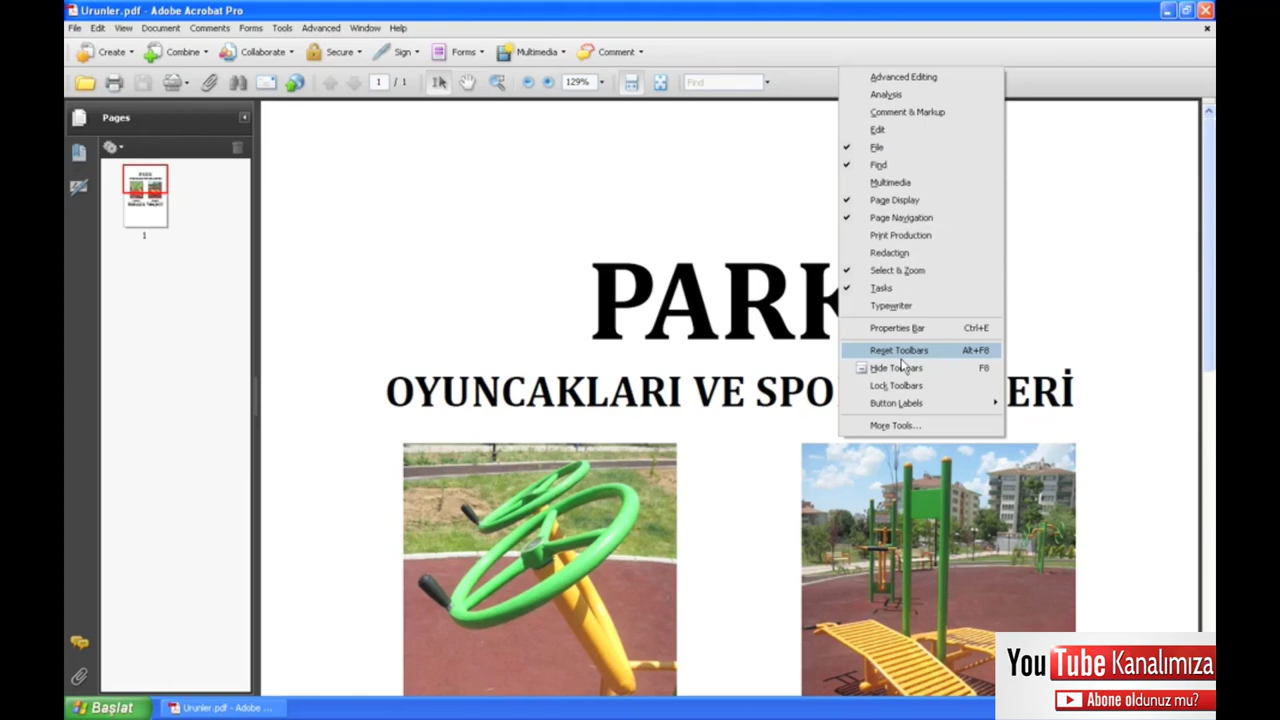 Urunler.pdf - Adobe Acrobat Pro
File Edit View Document Comments Forms Tools Advanced Window Help
Create Combine Collaborate Secure Sign Forms Multimedia Comment
1 / 1 129% Find
Pages
1
Advanced Editing
Analysis
Comment & Markup
Edit
File
Find
Multimedia
Page Display
Page Navigation
Print Production
Redaction
Select & Zoom
Tasks
Typewriter
Properties Bar Ctrl+E
Reset Toolbars Alt+F8
Hide Toolbars F8
Lock Toolbars
Button Labels
More Tools...
PARK
OYUNCAKLARI VE SPO ERİ
You Tube Kanalımıza
Abone oldunuz mu?
Başlat Urunler.pdf - Adobe ...